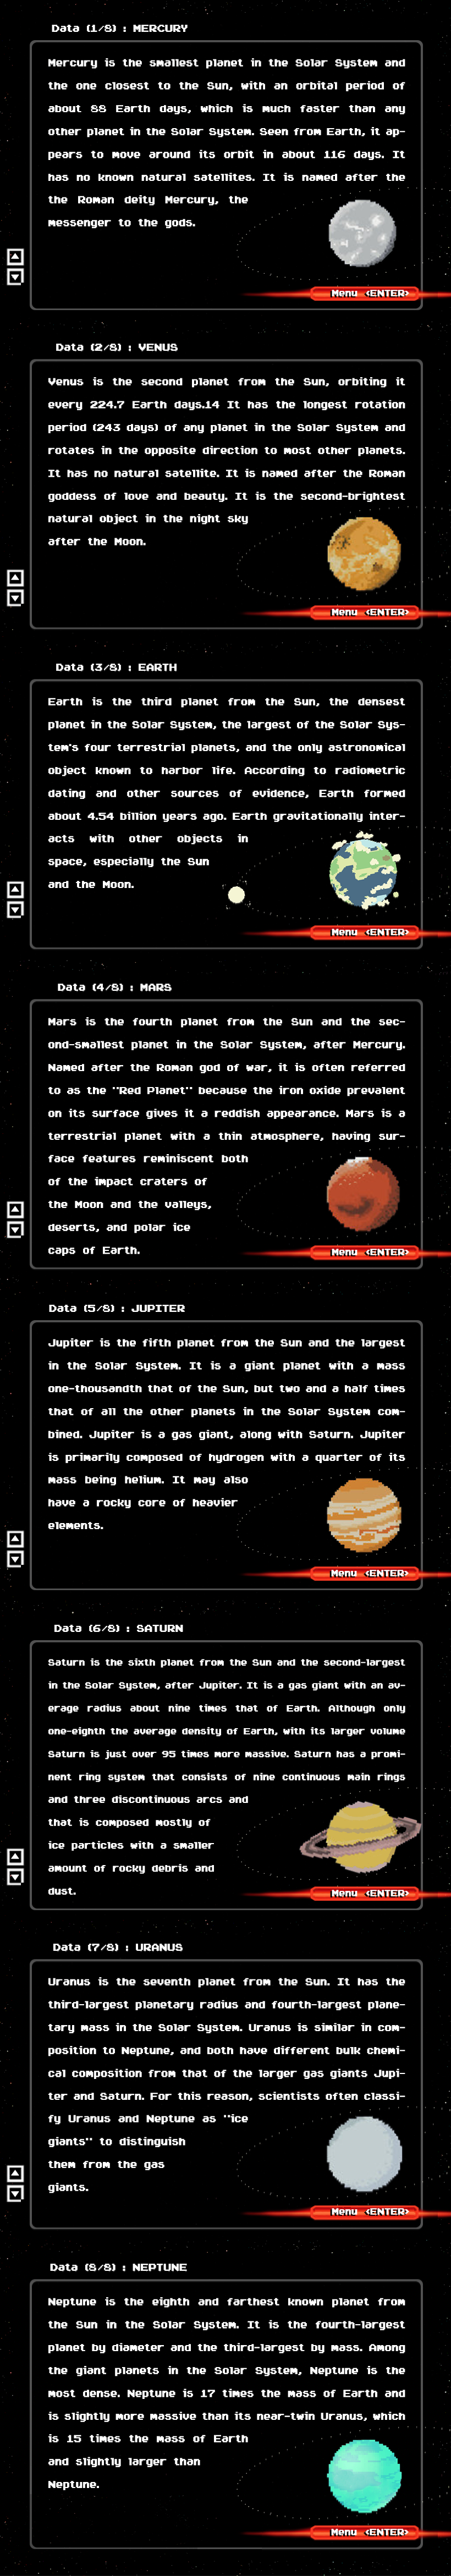 Data (1/8) : MERCURY
Mercury is the smallest planet in the Solar System and
the one closest to the Sun, with an orbital period of
about 88 Earth days, which is much faster than any
other planet in the Solar System. Seen from Earth, it ap-
pears to move around its orbit in about 116 days. It
has no known natural satellites. It is named after the
the Roman deity Mercury, the
messenger to the gods.
Menu <ENTER>
Data (2/8) : VENUS
Venus is the second planet from the Sun, orbiting it
every 224.7 Earth days.14 It has the longest rotation
period (243 days) of any planet in the Solar System and
rotates in the opposite direction to most other planets.
It has no natural satellite. It is named after the Roman
goddess of love and beauty. It is the second-brightest
natural object in the night sky
after the Moon.
Menu <ENTER>
Data (3/8) : EARTH
Earth is the third planet from the Sun, the densest
planet in the Solar System, the largest of the Solar Sys-
tem's four terrestrial planets, and the only astronomical
object known to harbor life. According to radiometric
dating and other sources of evidence, Earth formed
about 4.54 billion years ago. Earth gravitationally inter-
acts with other objects in
space, especially the Sun
and the Moon.
Menu <ENTER>
Data (4/8) : MARS
Mars is the fourth planet from the Sun and the sec-
ond-smallest planet in the Solar System, after Mercury.
Named after the Roman god of war, it is often referred
to as the "Red Planet" because the iron oxide prevalent
on its surface gives it a reddish appearance. Mars is a
terrestrial planet with a thin atmosphere, having sur-
face features reminiscent both
of the impact craters of
the Moon and the valleys,
deserts, and polar ice
caps of Earth.
Menu <ENTER>
Data (5/8) : JUPITER
Jupiter is the fifth planet from the Sun and the largest
in the Solar System. It is a giant planet with a mass
one-thousandth that of the Sun, but two and a half times
that of all the other planets in the Solar System com-
bined. Jupiter is a gas giant, along with Saturn. Jupiter
is primarily composed of hydrogen with a quarter of its
mass being helium. It may also
have a rocky core of heavier
elements.
Menu <ENTER>
Data (6/8) : SATURN
Saturn is the sixth planet from the Sun and the second-largest
in the Solar System, after Jupiter. It is a gas giant with an av-
erage radius about nine times that of Earth. Although only
one-eighth the average density of Earth, with its larger volume
Saturn is just over 95 times more massive. Saturn has a promi-
nent ring system that consists of nine continuous main rings
and three discontinuous arcs and
that is composed mostly of
ice particles with a smaller
amount of rocky debris and
dust.
Menu <ENTER>
Data (7/8) : URANUS
Uranus is the seventh planet from the Sun. It has the
third-largest planetary radius and fourth-largest plane-
tary mass in the Solar System. Uranus is similar in com-
position to Neptune, and both have different bulk chemi-
cal composition from that of the larger gas giants Jupi-
ter and Saturn. For this reason, scientists often classi-
fy Uranus and Neptune as "ice
giants" to distinguish
them from the gas
giants.
Menu <ENTER>
Data (8/8) : NEPTUNE
Neptune is the eighth and farthest known planet from
the Sun in the Solar System. It is the fourth-largest
planet by diameter and the third-largest by mass. Among
the giant planets in the Solar System, Neptune is the
most dense. Neptune is 17 times the mass of Earth and
is slightly more massive than its near-twin Uranus, which
is 15 times the mass of Earth
and slightly larger than
Neptune.
Menu <ENTER>